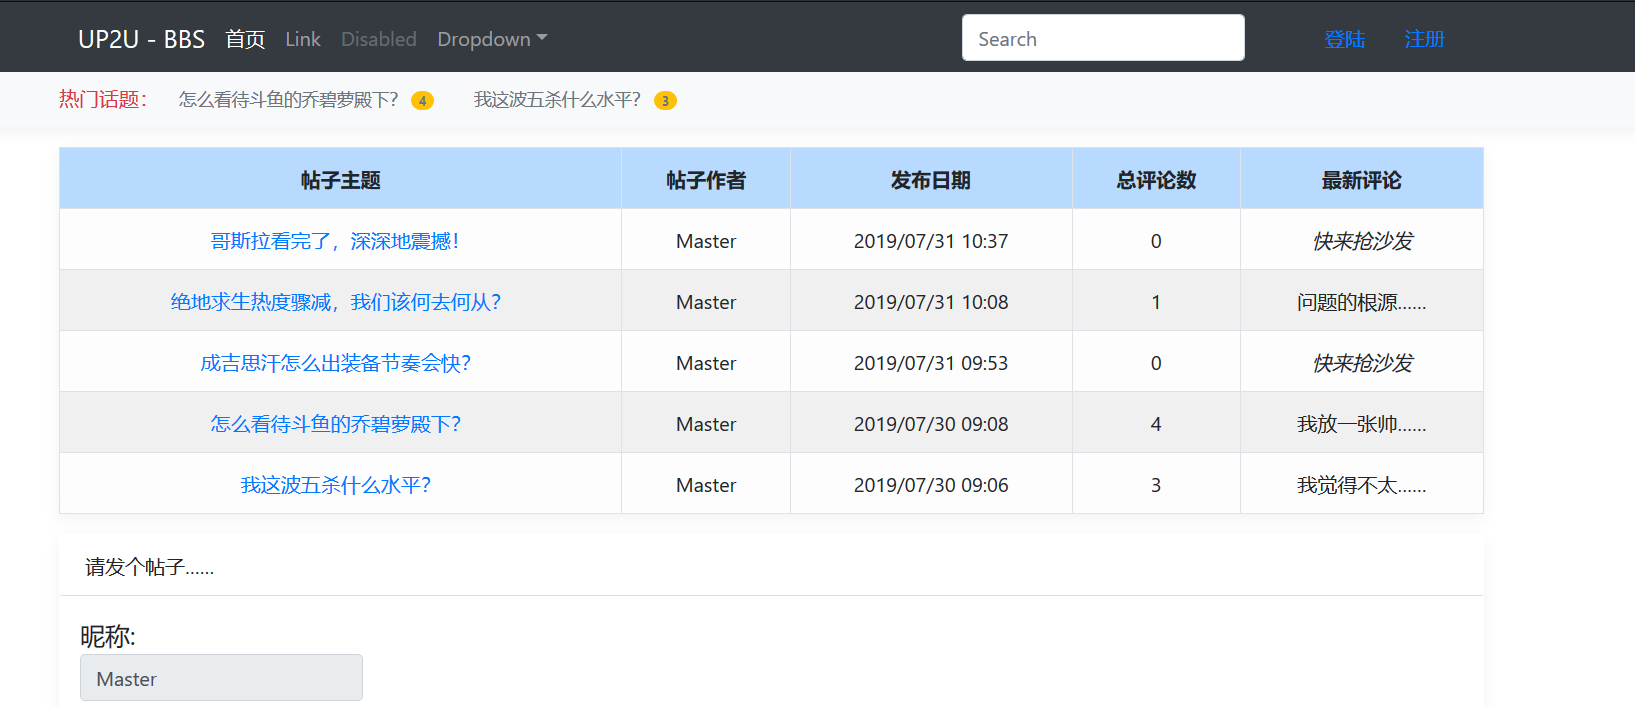 UP2U - BBS 首页 Link Disabled Dropdown Search 登陆 注册
热门话题： 怎么看待斗鱼的乔碧萝殿下？ 4 我这波五杀什么水平？ 3
帖子主题 帖子作者 发布日期 总评论数 最新评论
哥斯拉看完了，深深地震撼！ Master 2019/07/31 10:37 0 快来抢沙发
绝地求生热度骤减，我们该何去何从？ Master 2019/07/31 10:08 1 问题的根源......
成吉思汗怎么出装备节奏会快？ Master 2019/07/31 09:53 0 快来抢沙发
怎么看待斗鱼的乔碧萝殿下？ Master 2019/07/30 09:08 4 我放一张帅......
我这波五杀什么水平？ Master 2019/07/30 09:06 3 我觉得不太......
请发个帖子......
昵称:
Master